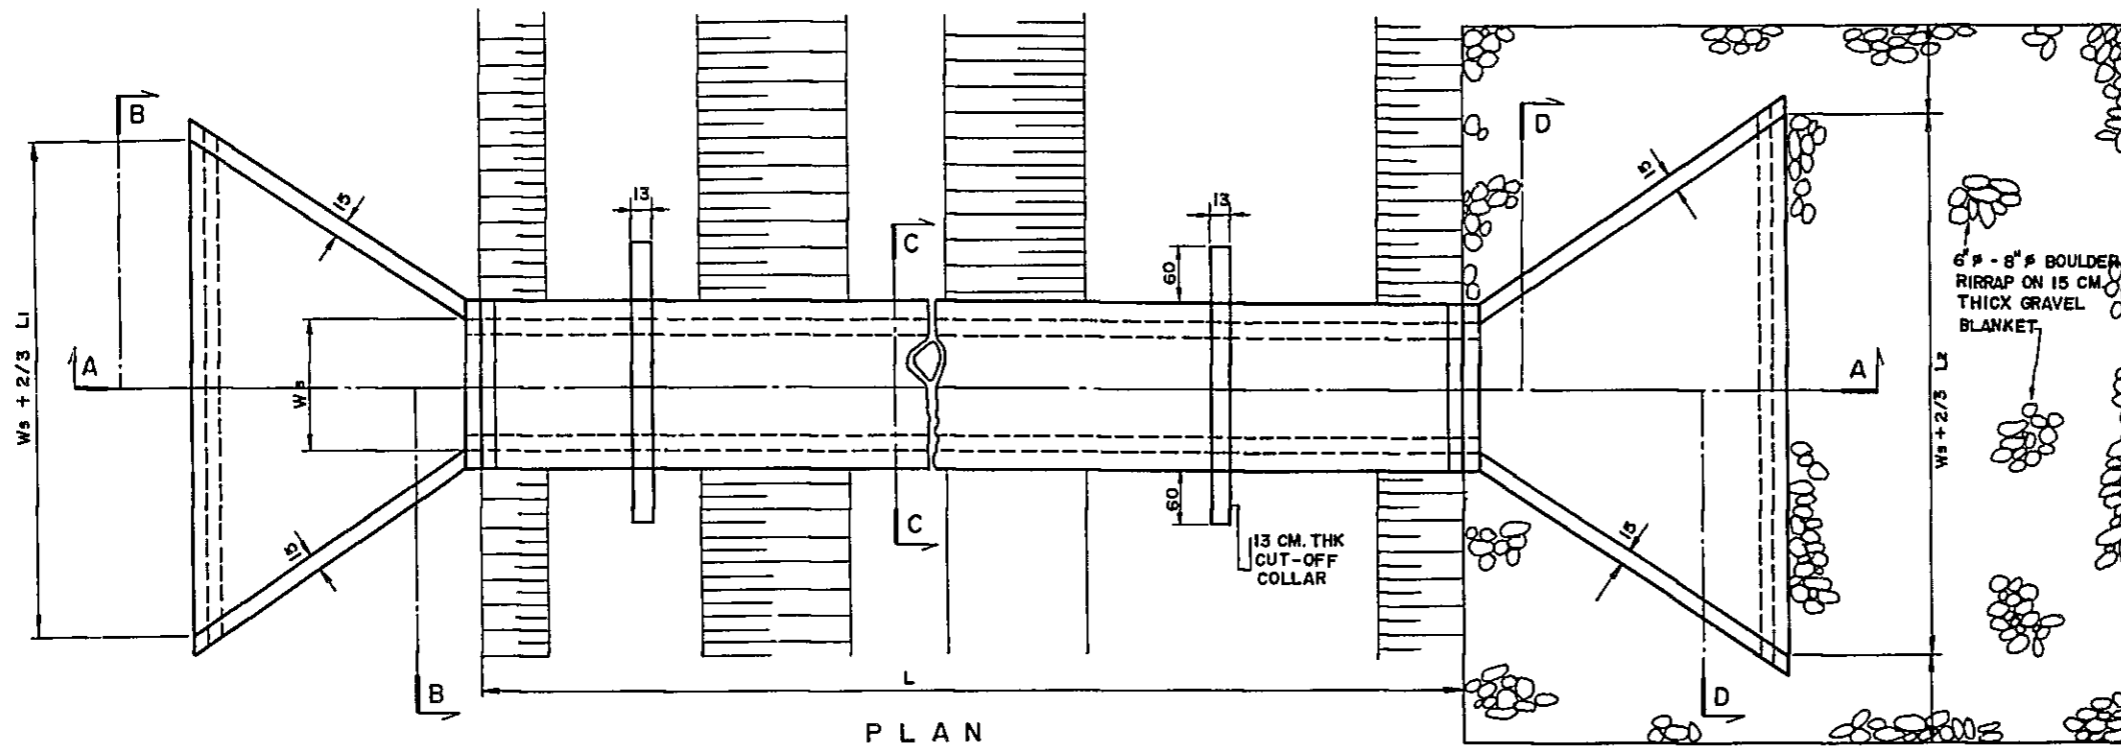 B
D
15
15
13
13
C
60
6"ø - 8"ø BOULDER
RIRRAP ON 15 CM.
THICX GRAVEL
BLANKET
A
A
Ws + 2/3 L1
Ws
Ws + 2/3 L2
60
C
13 CM. THK
CUT-OFF
COLLAR
15
15
L
B
D
PLAN